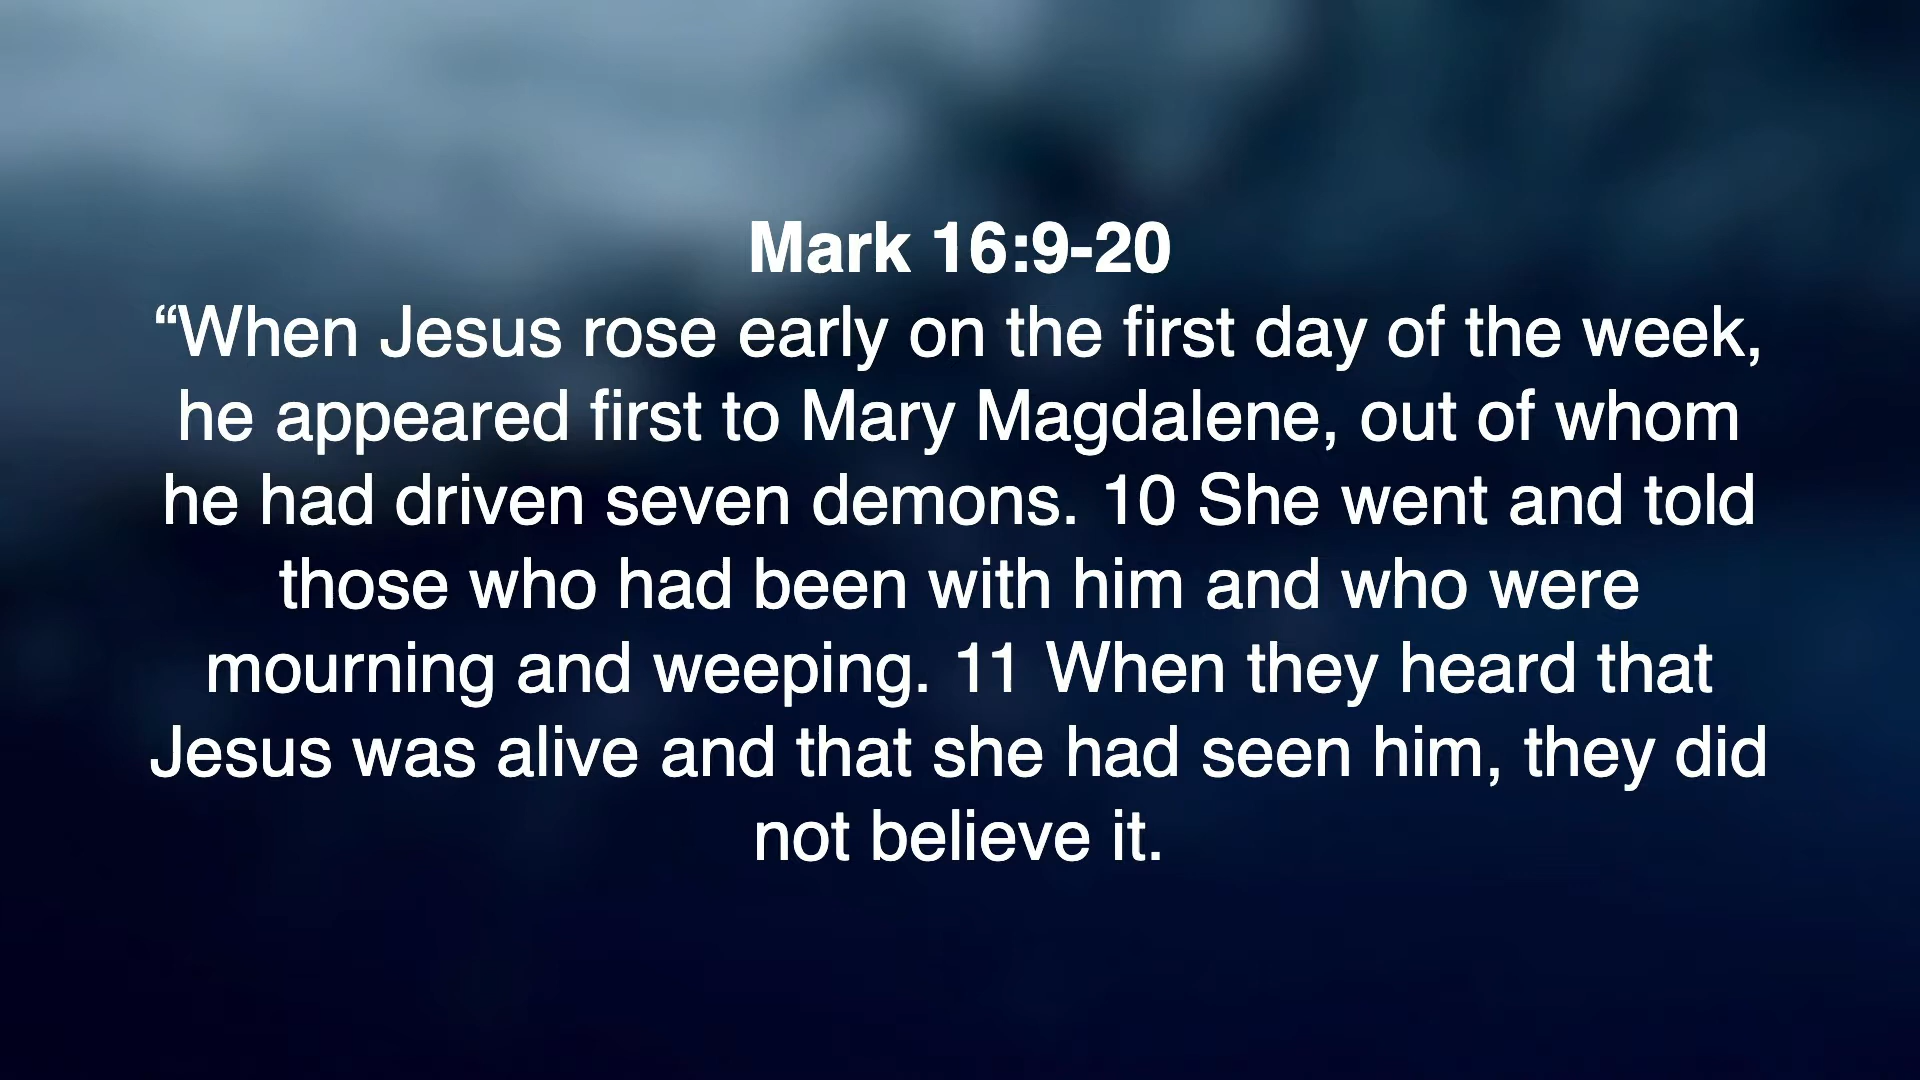 Mark 16:9-20
“When Jesus rose early on the first day of the week,
he appeared first to Mary Magdalene, out of whom
he had driven seven demons. 10 She went and told
those who had been with him and who were
mourning and weeping. 11 When they heard that
Jesus was alive and that she had seen him, they did
not believe it.